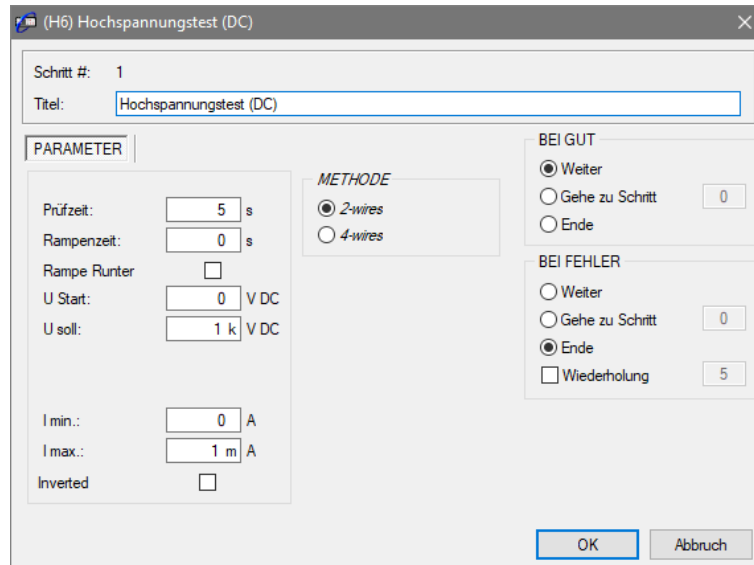 (H6) Hochspannungstest (DC)
Schritt #: 1
Titel: Hochspannungstest (DC)
PARAMETER
Prüfzeit: 5 s
Rampenzeit: 0 s
Rampe Runter
U Start: 0 V DC
U soll: 1 k V DC
I min.: 0 A
I max.: 1 m A
Inverted
METHODE
2-wires
4-wires
BEI GUT
Weiter
Gehe zu Schritt 0
Ende
BEI FEHLER
Weiter
Gehe zu Schritt 0
Ende
Wiederholung 5
OK Abbruch